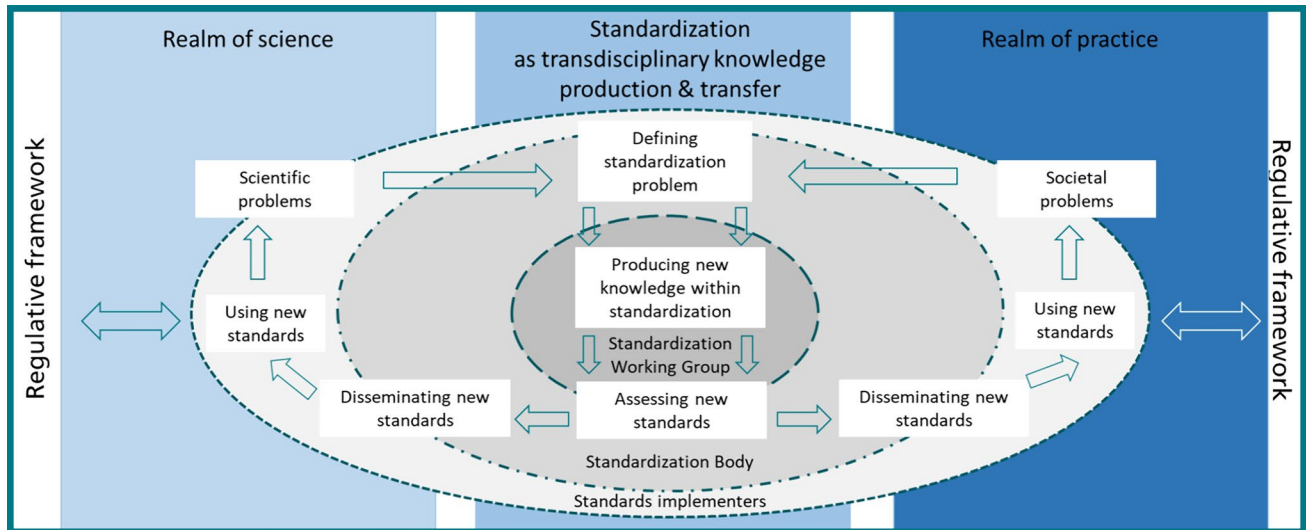 Realm of science
Standardization
as transdisciplinary knowledge
production & transfer
Realm of practice
Regulative framework
Regulative framework
Defining
standardization
problem
Scientific
problems
Societal
problems
Producing new
knowledge within
standardization
Using new
standards
Using new
standards
Standardization
Working Group
Disseminating new
standards
Assessing new
standards
Disseminating new
standards
Standardization Body
Standards implementers